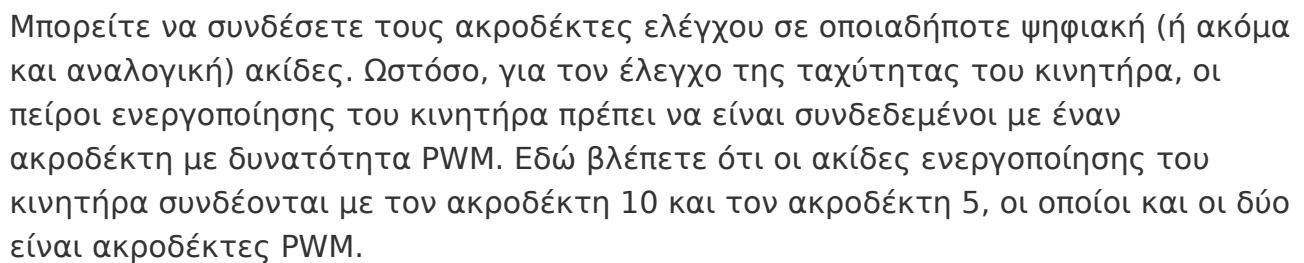 Μπορείτε να συνδέσετε τους ακροδέκτες ελέγχου σε οποιαδήποτε ψηφιακή (ή ακόμα
και αναλογική) ακίδες. Ωστόσο, για τον έλεγχο της ταχύτητας του κινητήρα, οι
πείροι ενεργοποίησης του κινητήρα πρέπει να είναι συνδεδεμένοι με έναν
ακροδέκτη με δυνατότητα PWM. Εδώ βλέπετε ότι οι ακίδες ενεργοποίησης του
κινητήρα συνδέονται με τον ακροδέκτη 10 και τον ακροδέκτη 5, οι οποίοι και οι δύο
είναι ακροδέκτες PWM.